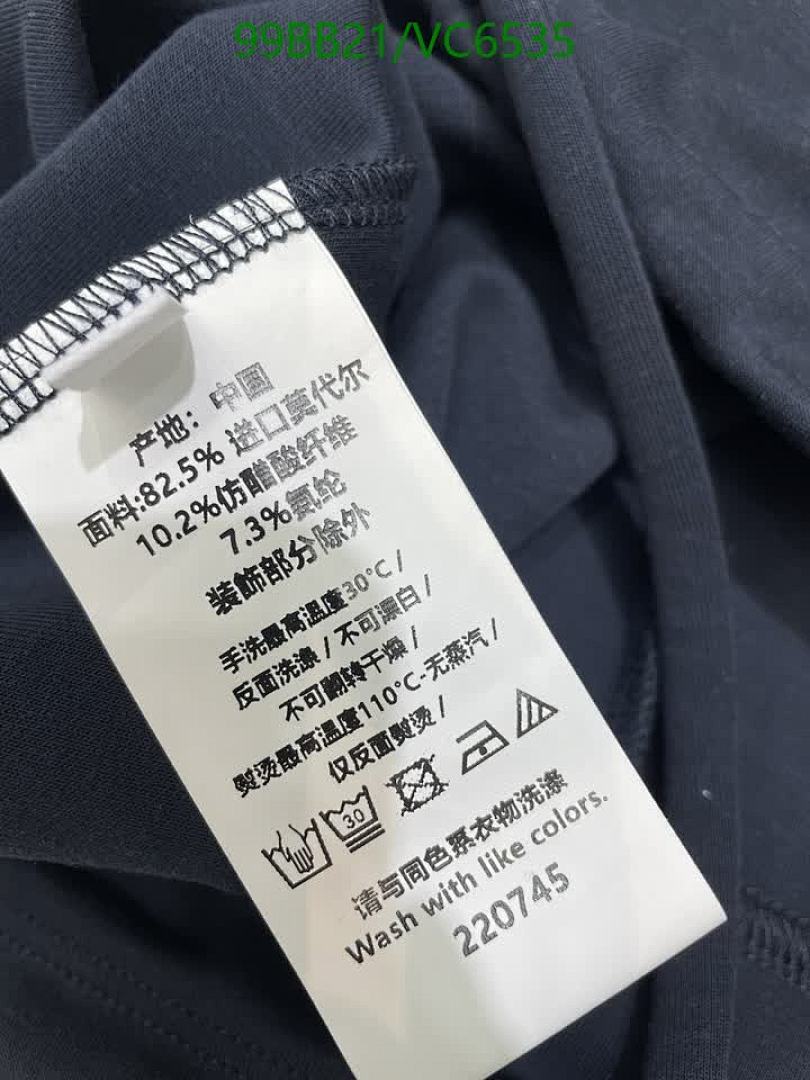 99BB21/VC6535
产地：中国
面料:82.5% 进口莫代尔
10.2%仿醋酸纤维
7.3%氨纶
装飾部分除外
手洗最高温度30°C /
反面洗涤 / 不可漂白 /
不可翻转干燥 /
熨烫最高温度110°C-无蒸汽 /
仅反面熨烫 /
30
请与同色系衣物洗涤
Wash with like colors.
220745